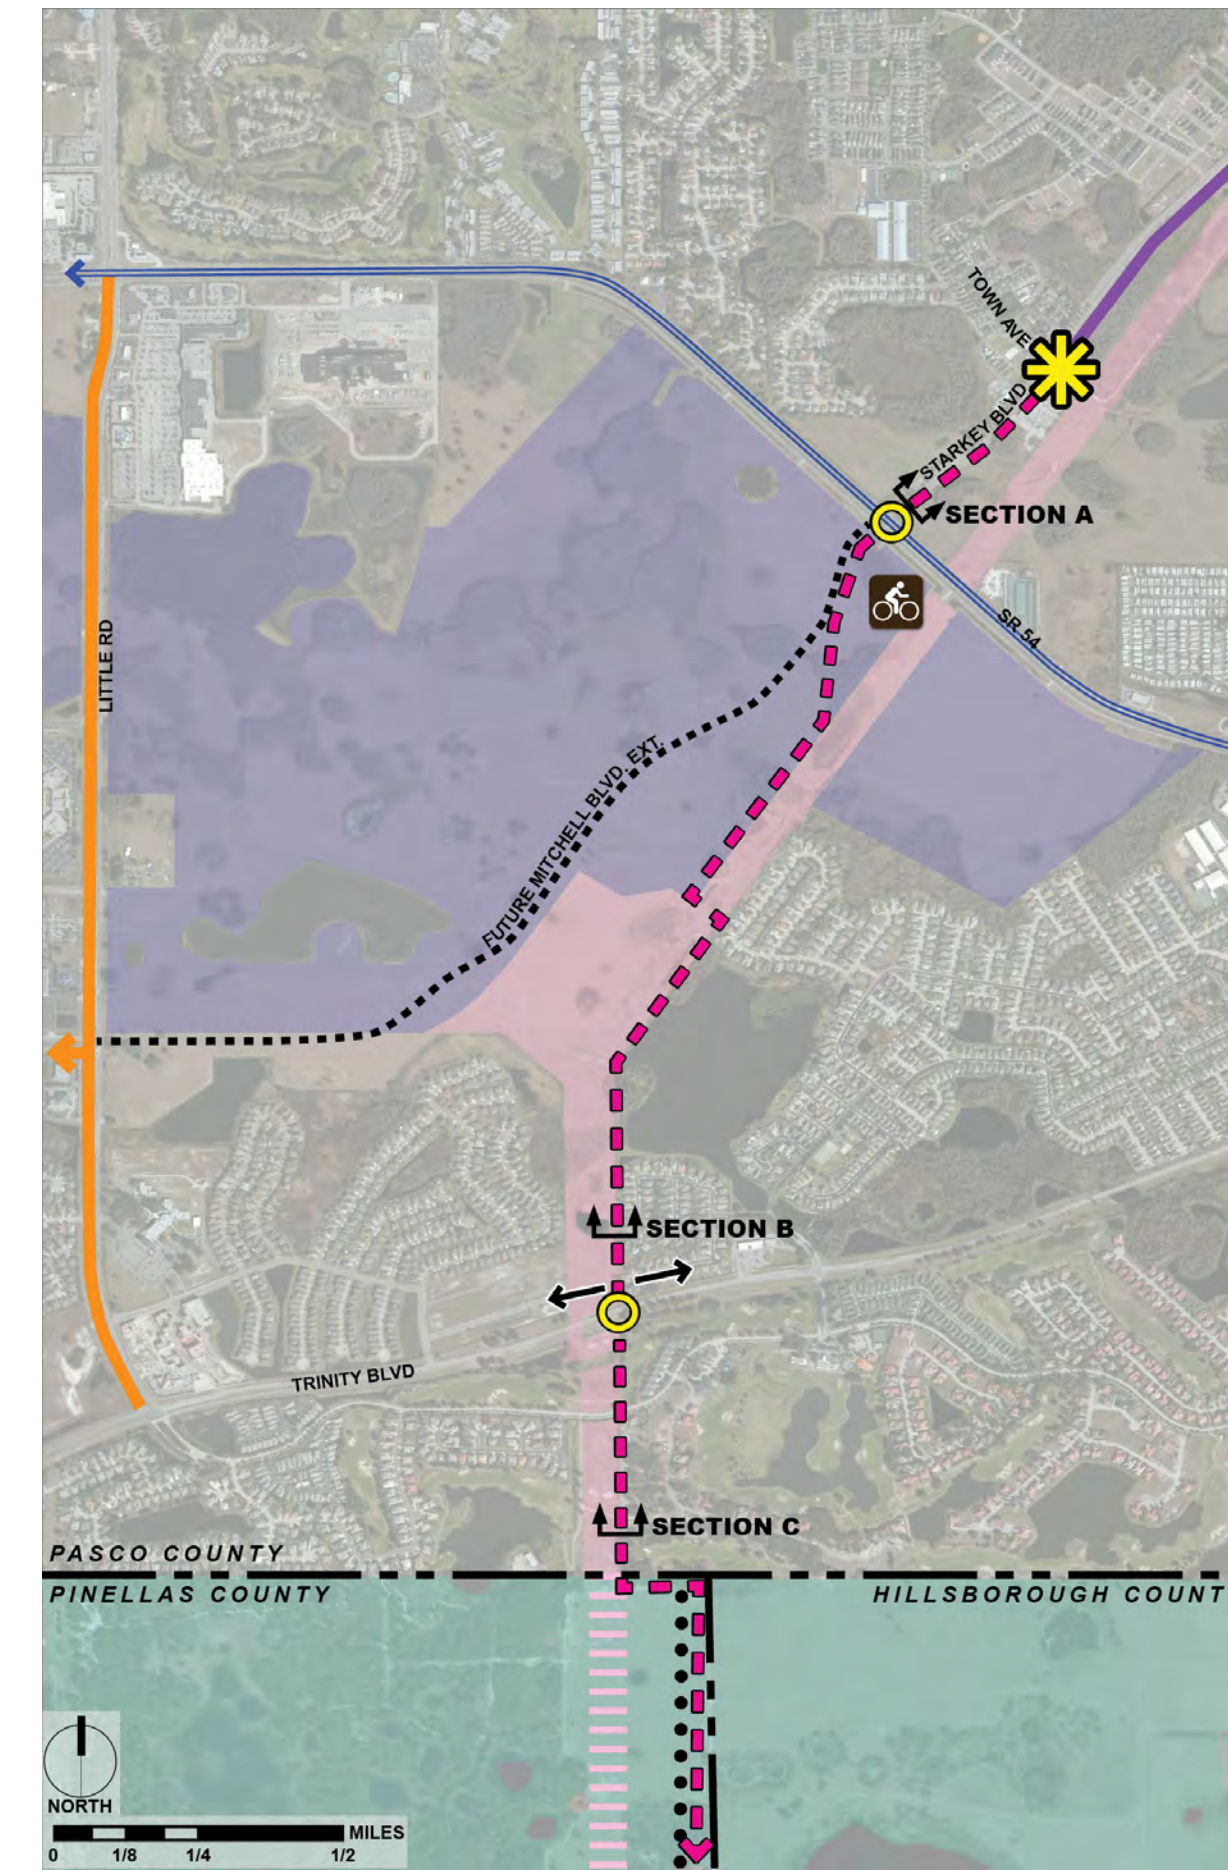 TOWN AVE
STARKEY BLVD
SECTION A
SR 54
LITTLE RD
FUTURE MITCHELL BLVD. EXT.
SECTION B
TRINITY BLVD
SECTION C
PASCO COUNTY
PINELLAS COUNTY
HILLSBOROUGH COUNT
NORTH
MILES
0 1/8 1/4 1/2